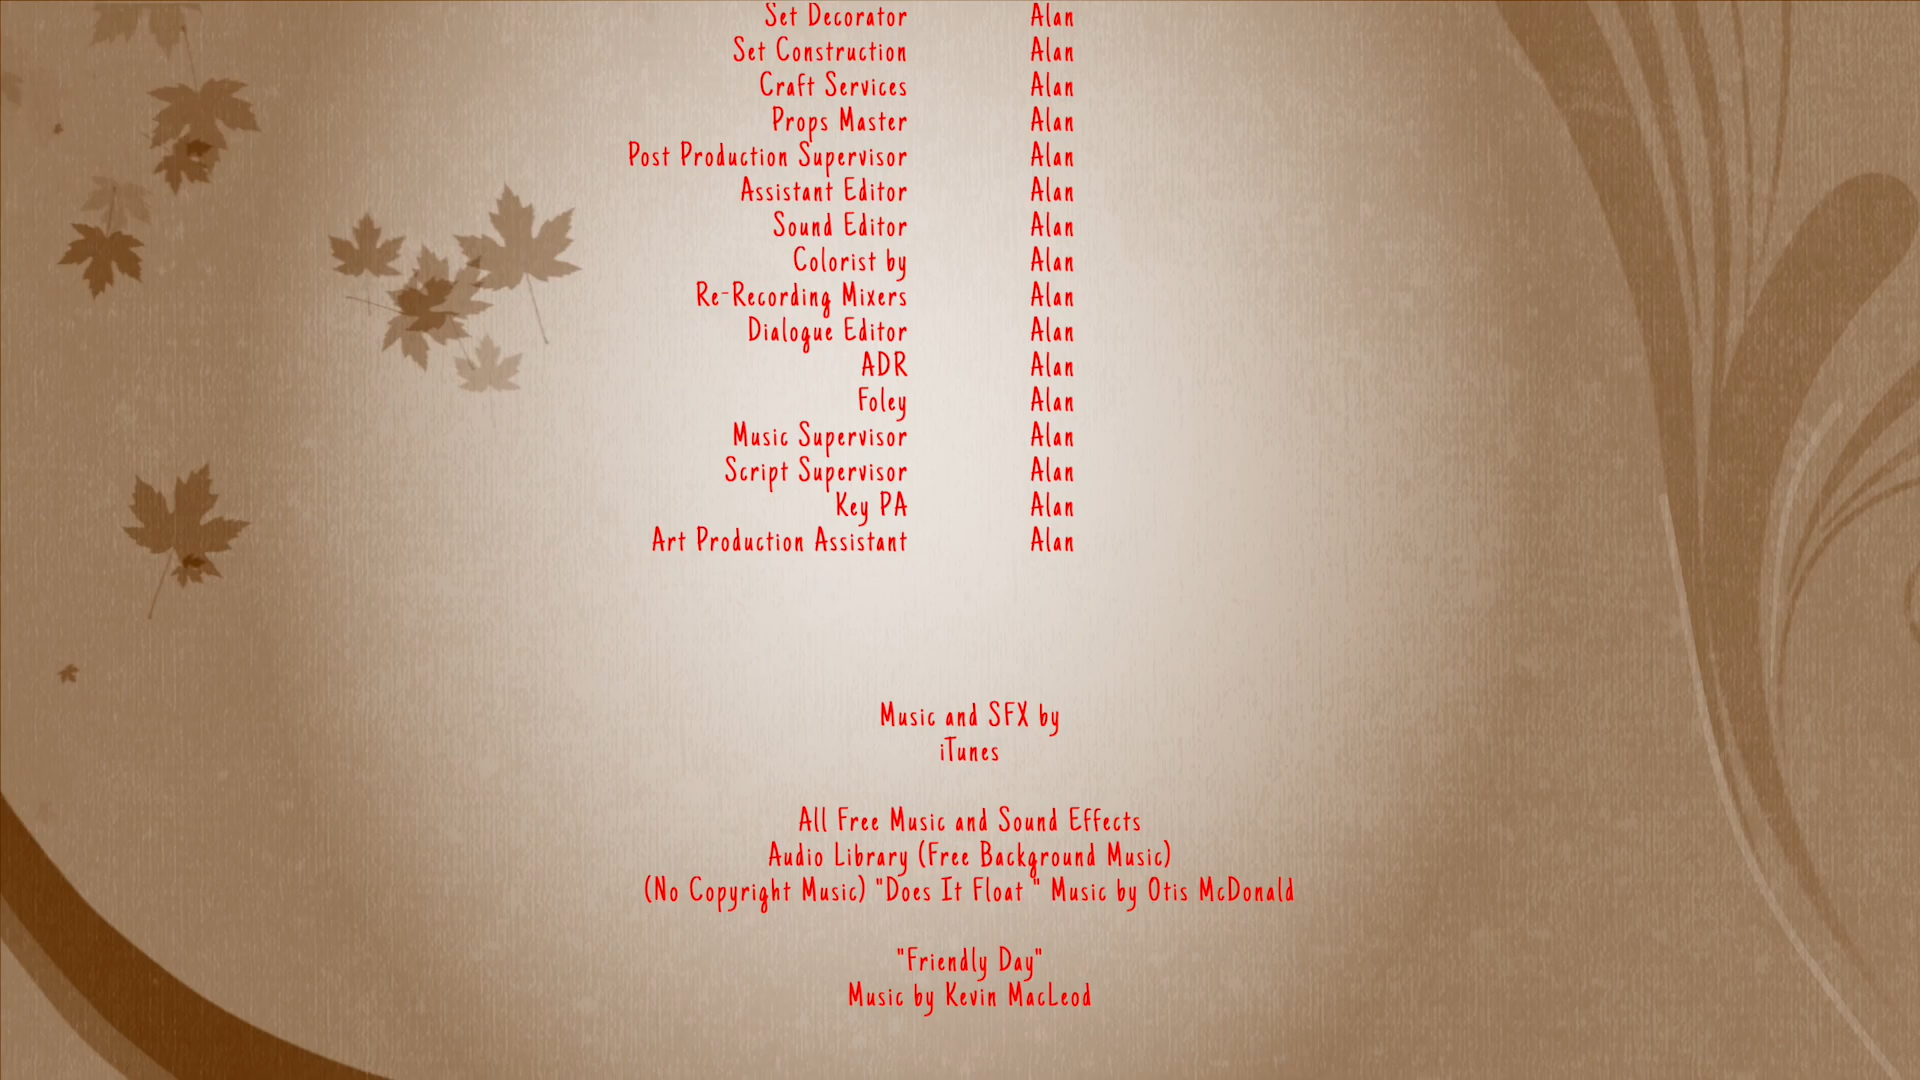 Set Decorator Alan
Set Construction Alan
Craft Services Alan
Props Master Alan
Post Production Supervisor Alan
Assistant Editor Alan
Sound Editor Alan
Colorist by Alan
Re-Recording Mixers Alan
Dialogue Editor Alan
ADR Alan
Foley Alan
Music Supervisor Alan
Script Supervisor Alan
Key PA Alan
Art Production Assistant Alan
Music and SFX by
iTunes
All Free Music and Sound Effects
Audio Library (Free Background Music)
(No Copyright Music) "Does It Float " Music by Otis McDonald
"Friendly Day"
Music by Kevin MacLeod